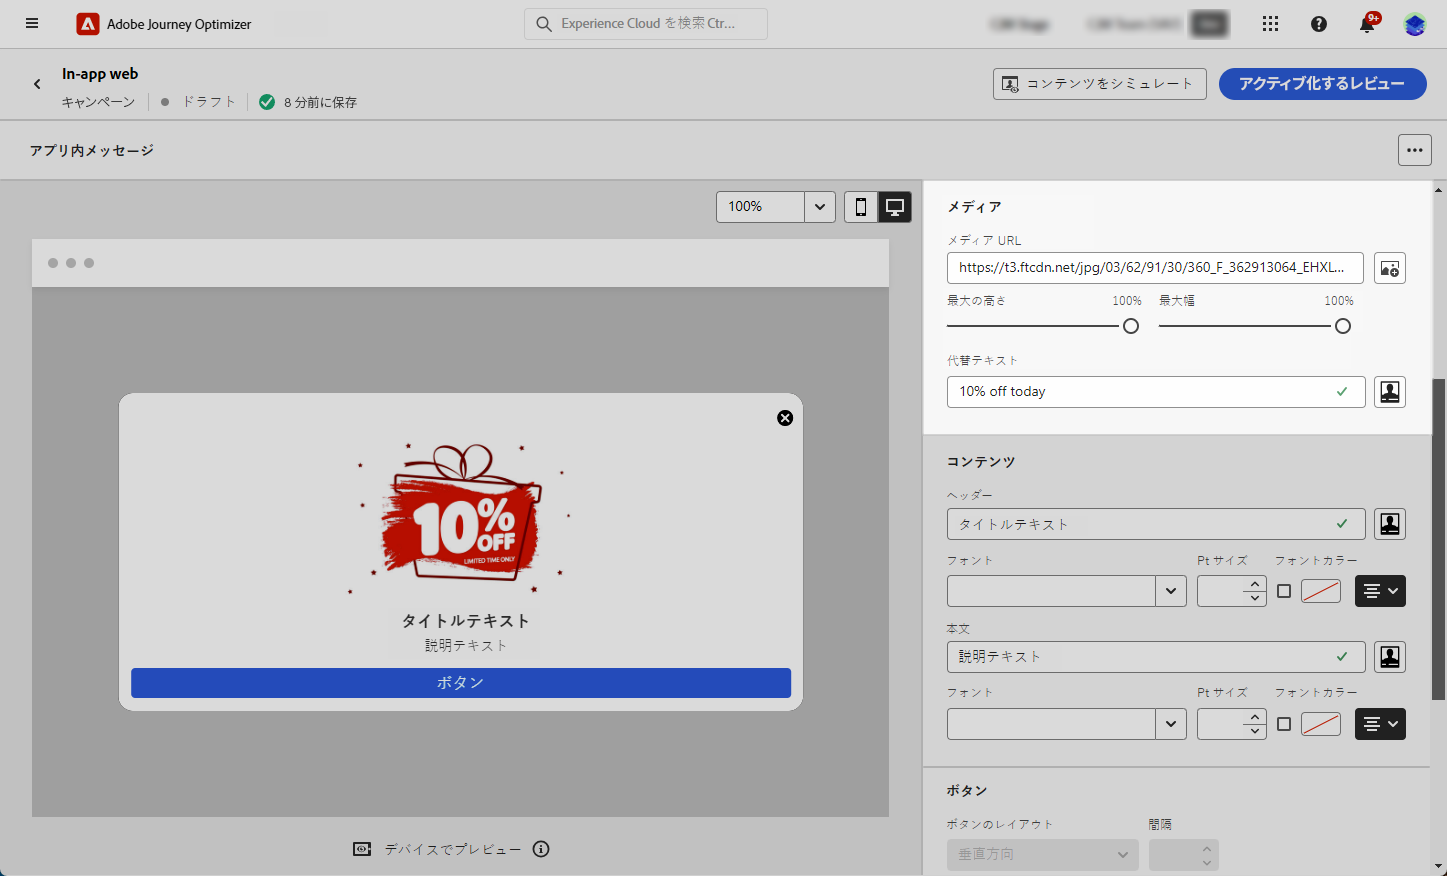 Adobe Journey Optimizer
Experience Cloud を検索 Ctr...
9+
In-app web
キャンペーン
ドラフト
8 分前に保存
コンテンツをシミュレート
アクティブ化するレビュー
アプリ内メッセージ
100%
メディア
メディア URL
https://t3.ftcdn.net/jpg/03/62/91/30/360_F_362913064_EHXL...
最大の高さ 100% 最大幅 100%
代替テキスト
10% off today
10%
OFF
LIMITED TIME ONLY
タイトルテキスト
説明テキスト
ボタン
デバイスでプレビュー
コンテンツ
ヘッダー
タイトルテキスト
フォント Pt サイズ フォントカラー
本文
説明テキスト
フォント Pt サイズ フォントカラー
ボタン
ボタンのレイアウト 間隔
垂直方向